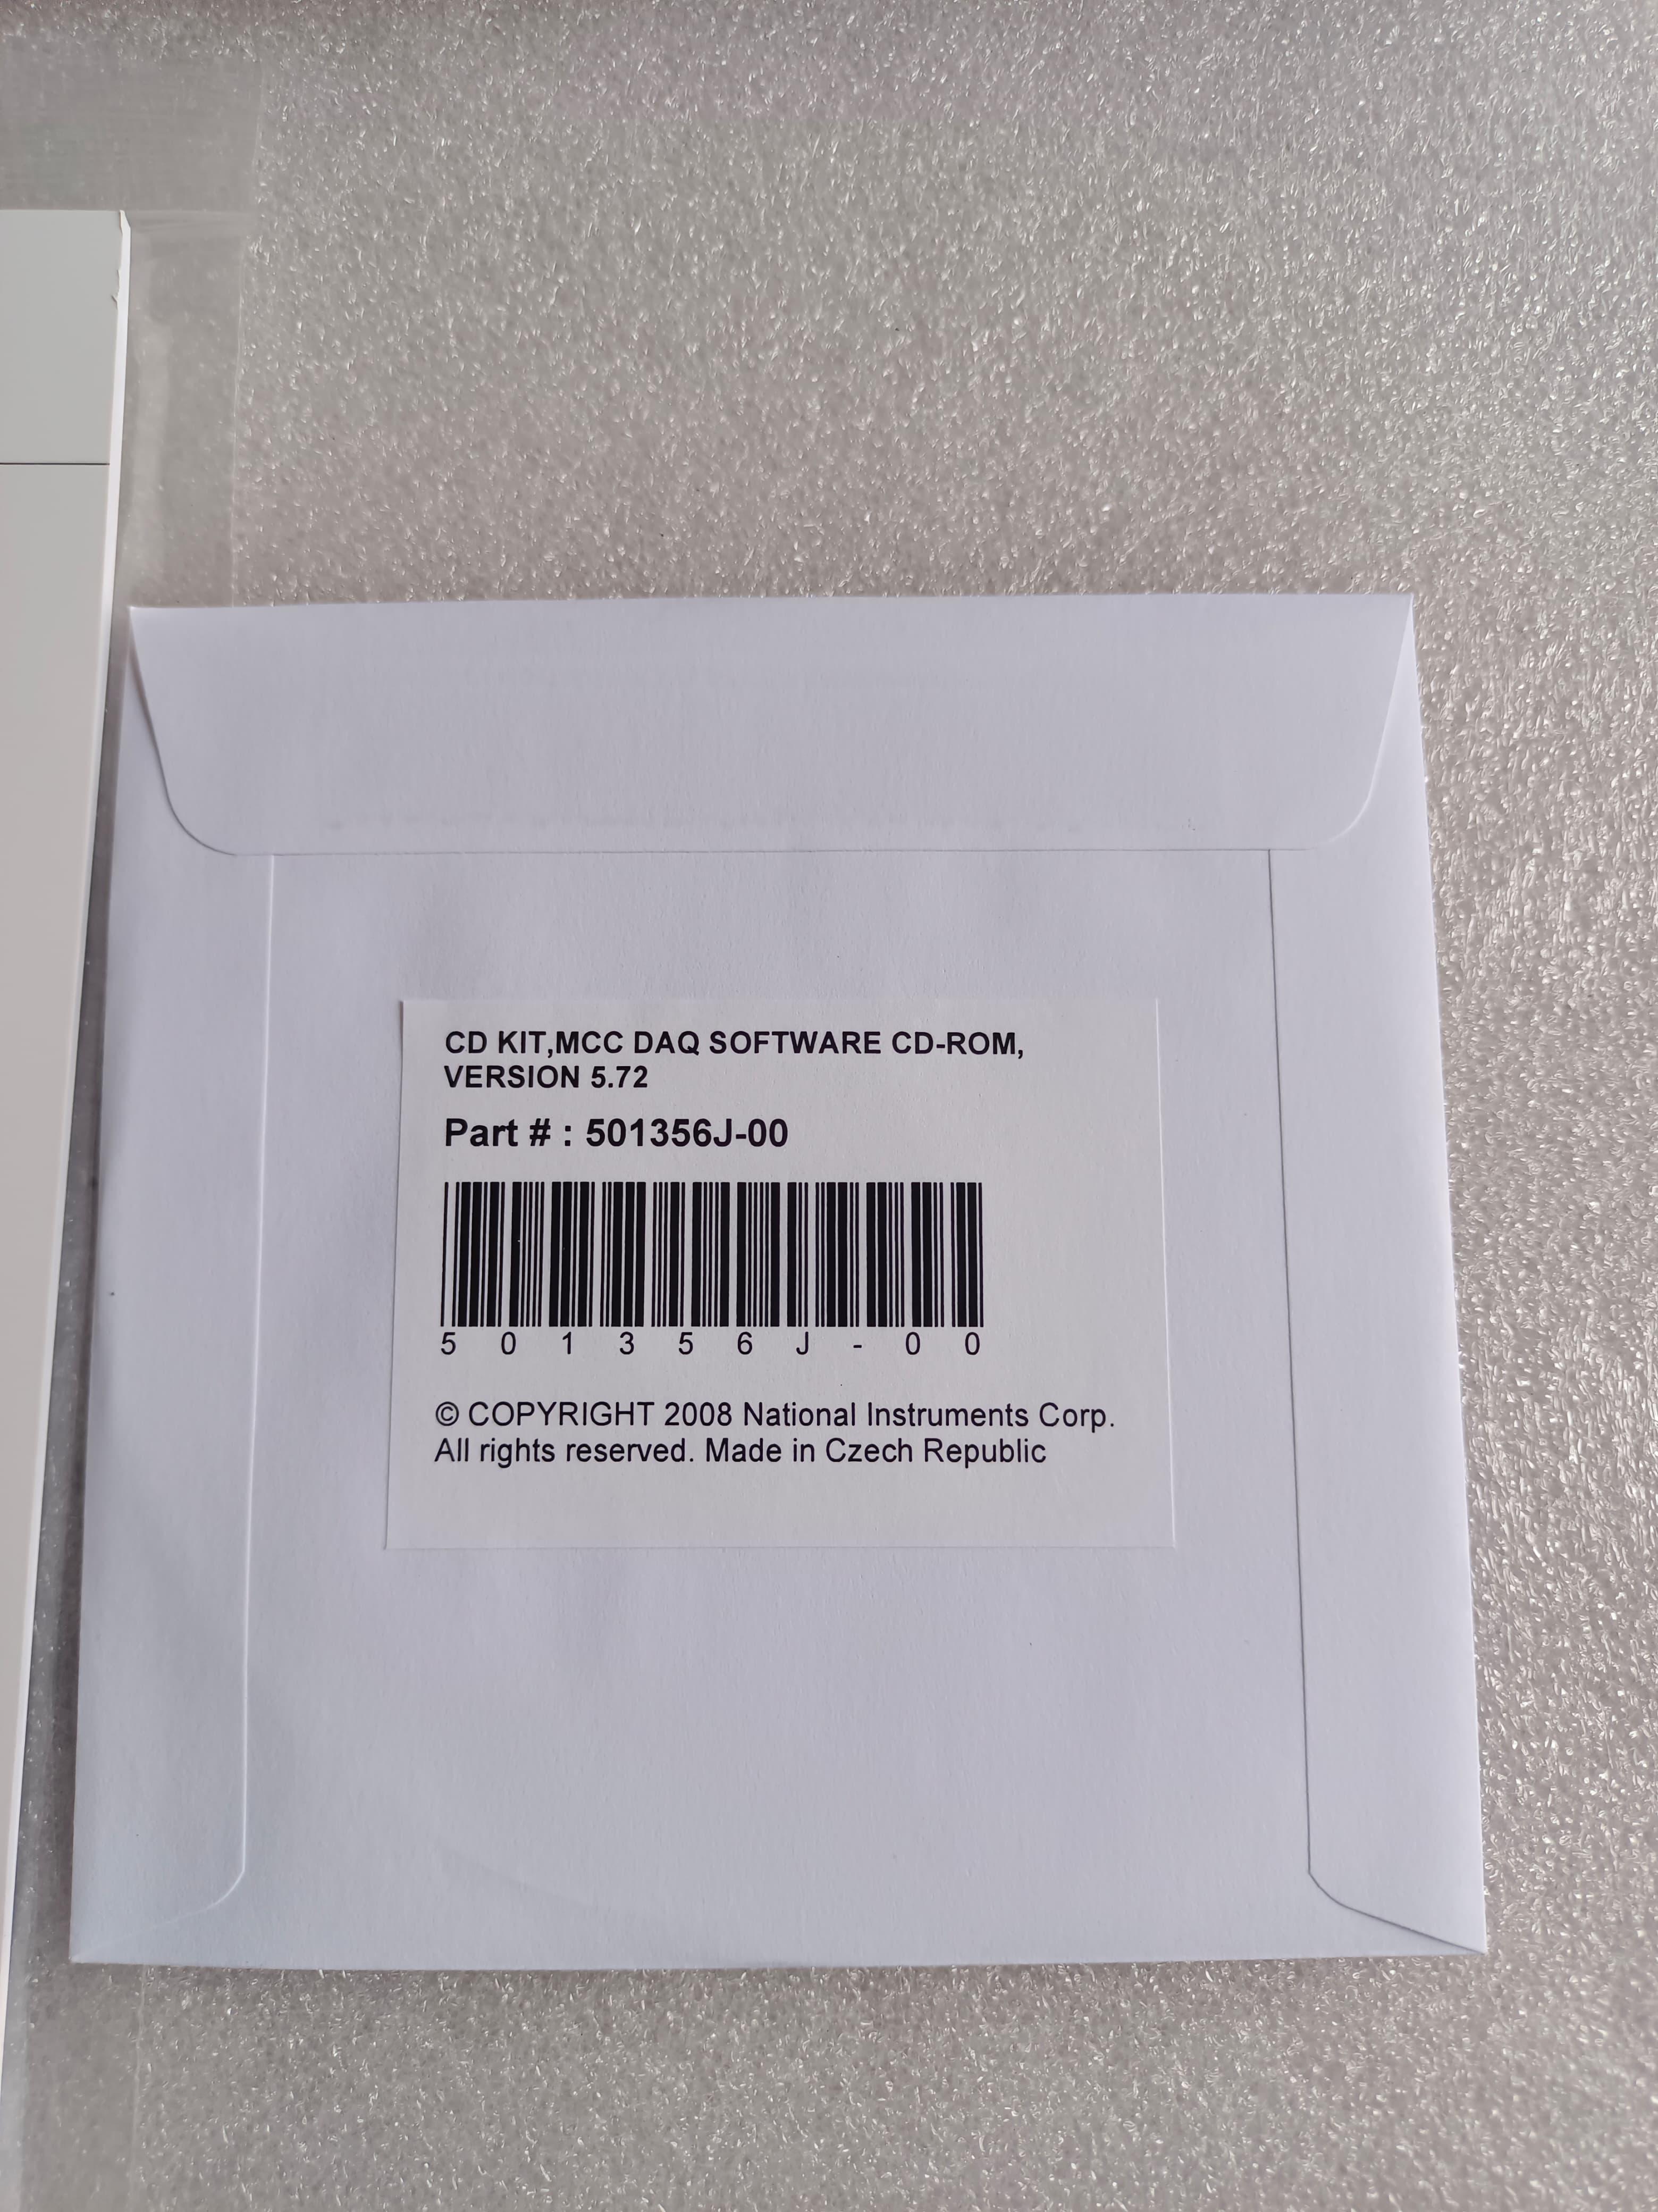 CD KIT,MCC DAQ SOFTWARE CD-ROM,
VERSION 5.72
Part # : 501356J-00
5 0 1 3 5 6 J - 0 0
© COPYRIGHT 2008 National Instruments Corp.
All rights reserved. Made in Czech Republic